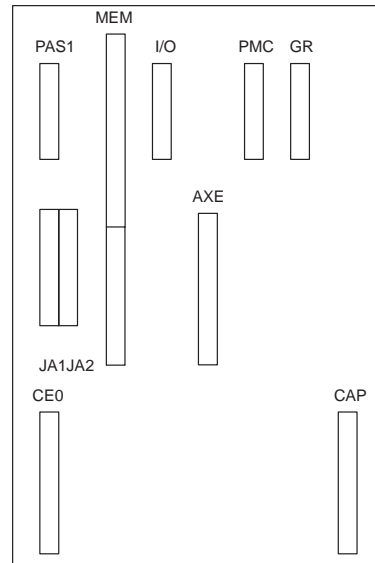 MEM
PAS1 I/O PMC GR
AXE
JA1JA2
CE0 CAP